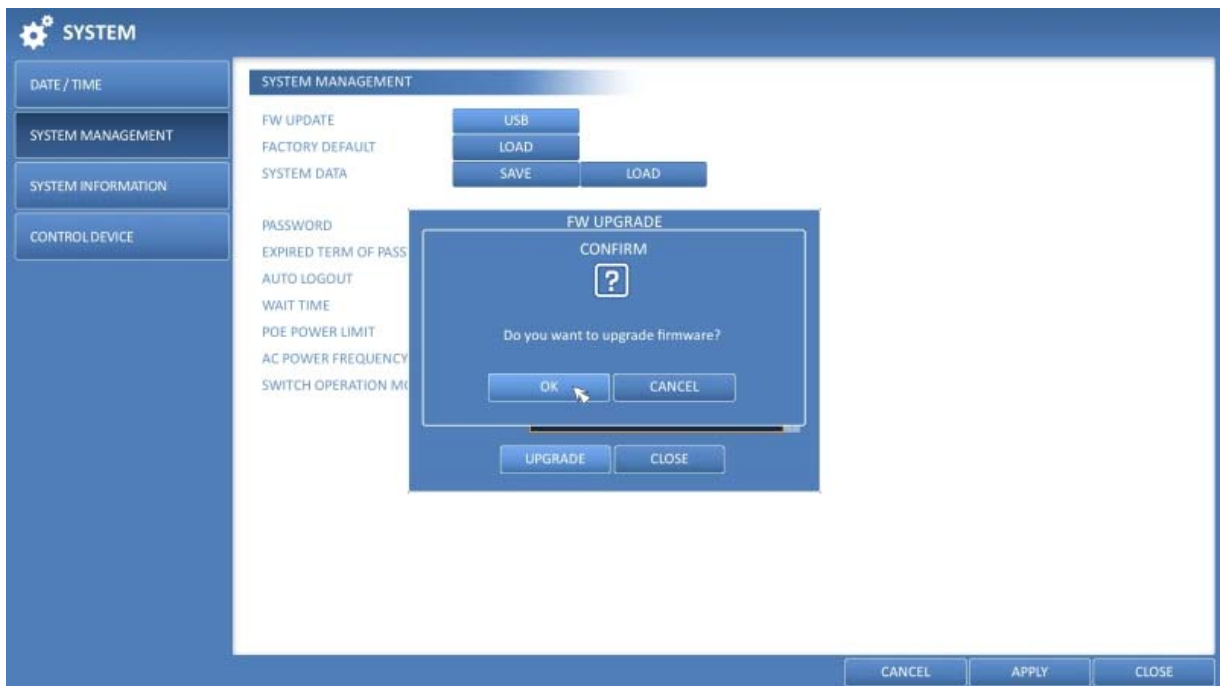 SYSTEM
DATE / TIME
SYSTEM MANAGEMENT
SYSTEM INFORMATION
CONTROL DEVICE
SYSTEM MANAGEMENT
FW UPDATE USB
FACTORY DEFAULT LOAD
SYSTEM DATA SAVE LOAD
PASSWORD
EXPIRED TERM OF PASS
AUTO LOGOUT
WAIT TIME
POE POWER LIMIT
AC POWER FREQUENCY
SWITCH OPERATION
FW UPGRADE
CONFIRM
?
Do you want to upgrade firmware?
OK CANCEL
UPGRADE CLOSE
CANCEL APPLY CLOSE